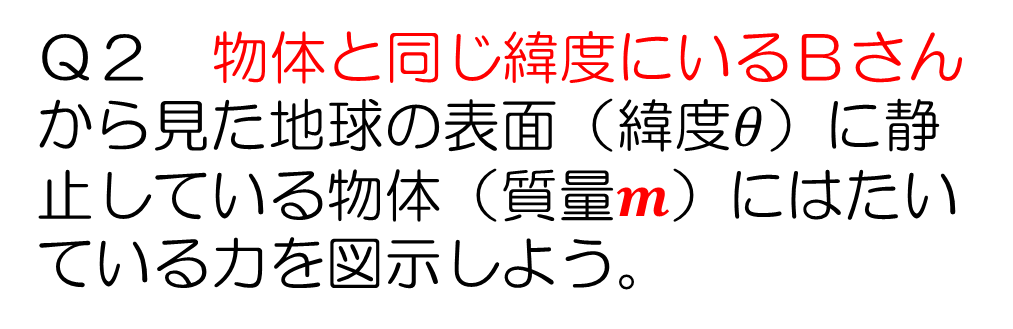 Q2　物体と同じ緯度にいるBさん
から見た地球の表面（緯度θ）に静
止している物体（質量m）にはたい
ている力を図示しよう。